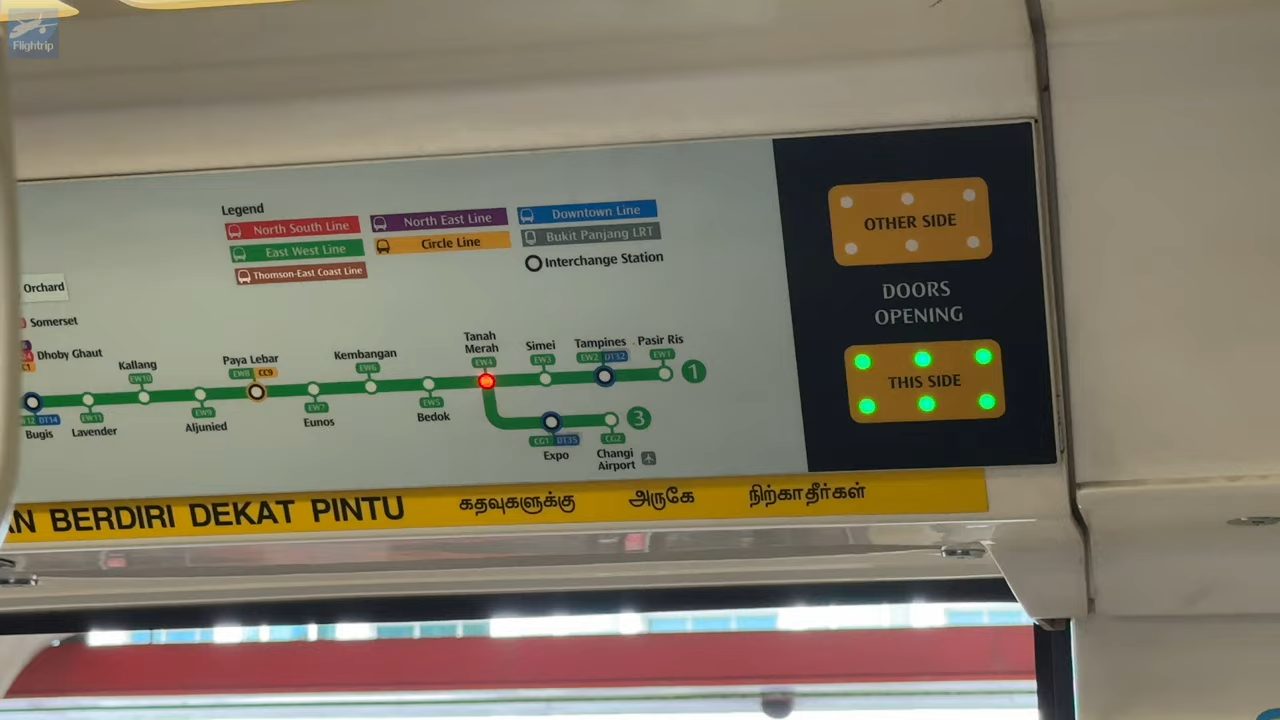 Flightrip
Legend
North South Line
East West Line
Thomson-East Coast Line
North East Line
Circle Line
Downtown Line
Bukit Panjang LRT
Interchange Station
Orchard
Somerset
Dhoby Ghaut
Bugis
DT14
EW11
Lavender
Kallang
EW10
EW9
Aljunied
Paya Lebar
EW8 CC9
EW7
Eunos
Kembangan
EW6
EW5
Bedok
Tanah
Merah
EW4
Simei
EW3
Tampines
EW2 DT32
Pasir Ris
EW1
1
CG1 DT35
Expo
CG2
Changi
Airport
3
OTHER SIDE
DOORS
OPENING
THIS SIDE
BERDIRI DEKAT PINTU
கதவுகளுக்கு அருகே நிற்காதீர்கள்